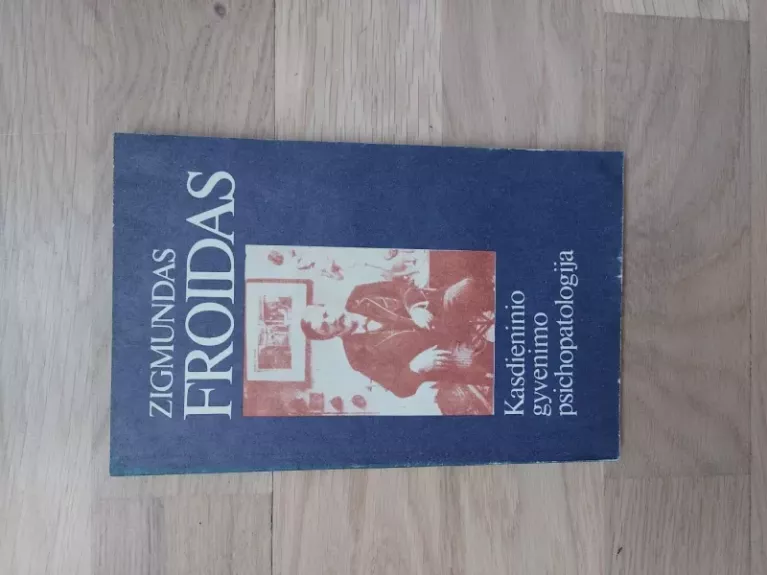 ZIGMUNDAS
FROIDAS
Kasdieninio
gyvenimo
psichopatologija